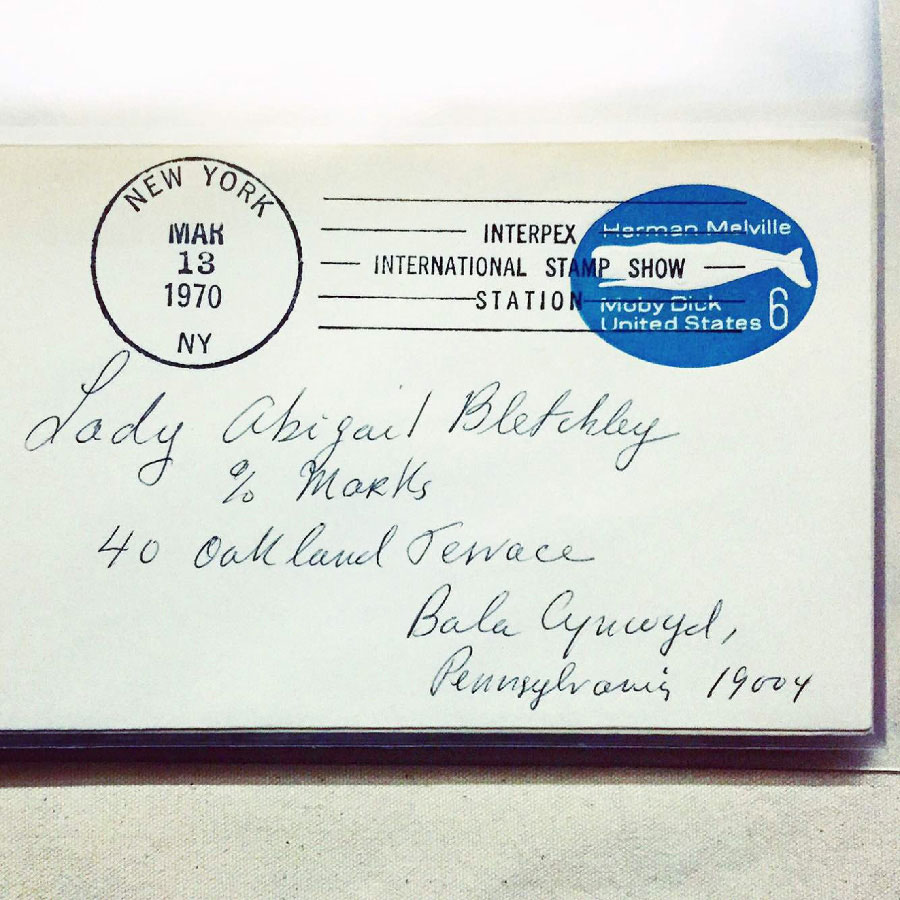 NEW YORK
MAR
13
1970
NY
INTERPEX
INTERNATIONAL STAMP SHOW
STATION
Herman Melville
Moby Dick
United States 6
Lady Abigail Bletchley
% Marks
40 Oakland Terrace
Bala Cynwyd,
Pennsylvania 19004